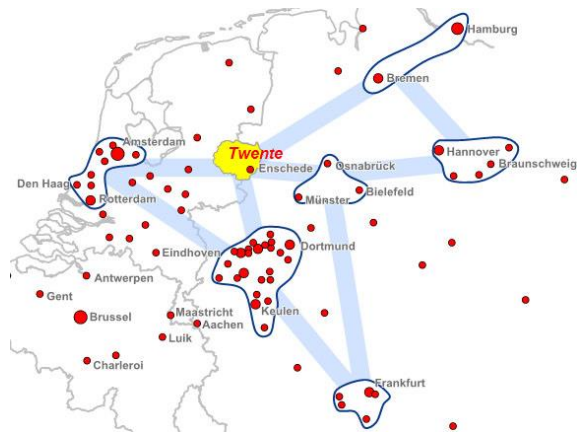 Hamburg
Bremen
Amsterdam
Twente
Enschede
Osnabrück
Hannover
Braunschweig
Den Haag
Rotterdam
Münster
Bielefeld
Eindhoven
Dortmund
Antwerpen
Gent
Brussel
Maastricht
Aachen
Keulen
Luik
Charleroi
Frankfurt